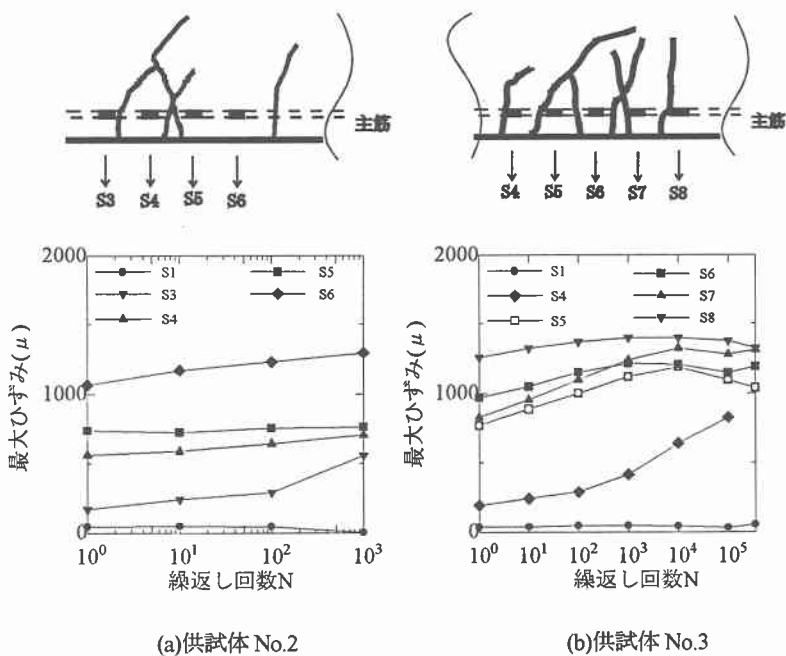 主筋
S3 S4 S5 S6
主筋
S4 S5 S6 S7 S8
2000
1000
0
最大ひずみ(μ)
S1
S3
S4
S5
S6
10⁰ 10¹ 10² 10³
繰返し回数N
(a)供試体 No.2
2000
1000
0
最大ひずみ(μ)
S1
S4
S5
S6
S7
S8
10⁰ 10¹ 10² 10³ 10⁴ 10⁵
繰返し回数N
(b)供試体 No.3